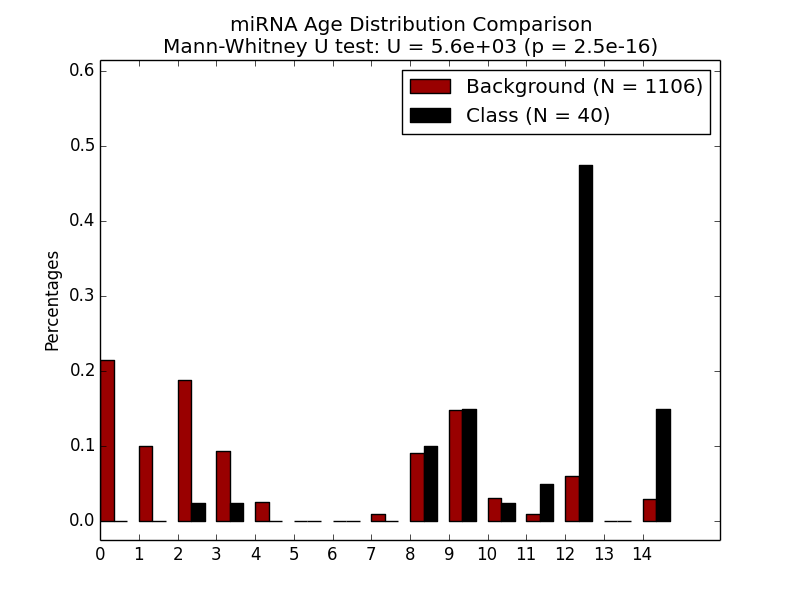 miRNA Age Distribution Comparison
Mann-Whitney U test: U = 5.6e+03 (p = 2.5e-16)
Background (N = 1106)
Class (N = 40)
Percentages
0.6
0.5
0.4
0.3
0.2
0.1
0.0
0 1 2 3 4 5 6 7 8 9 10 11 12 13 14